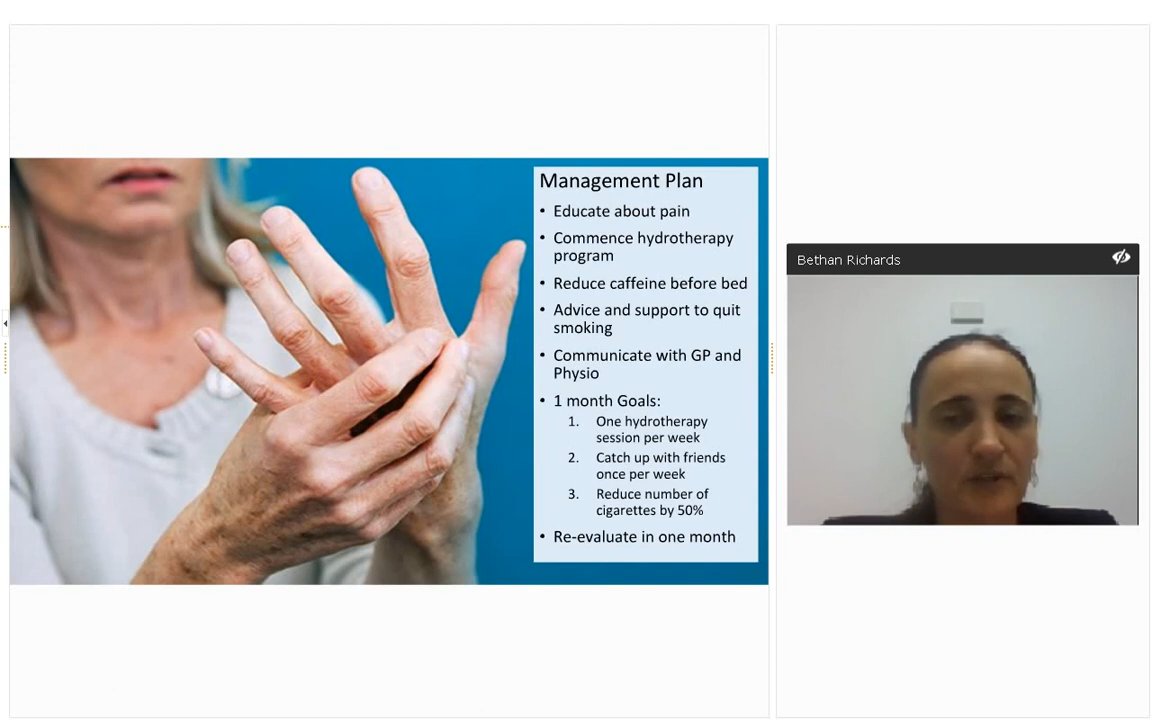 Management Plan
• Educate about pain
• Commence hydrotherapy
program
• Reduce caffeine before bed
• Advice and support to quit
smoking
• Communicate with GP and
Physio
• 1 month Goals:
1. One hydrotherapy
session per week
2. Catch up with friends
once per week
3. Reduce number of
cigarettes by 50%
• Re-evaluate in one month
Bethan Richards